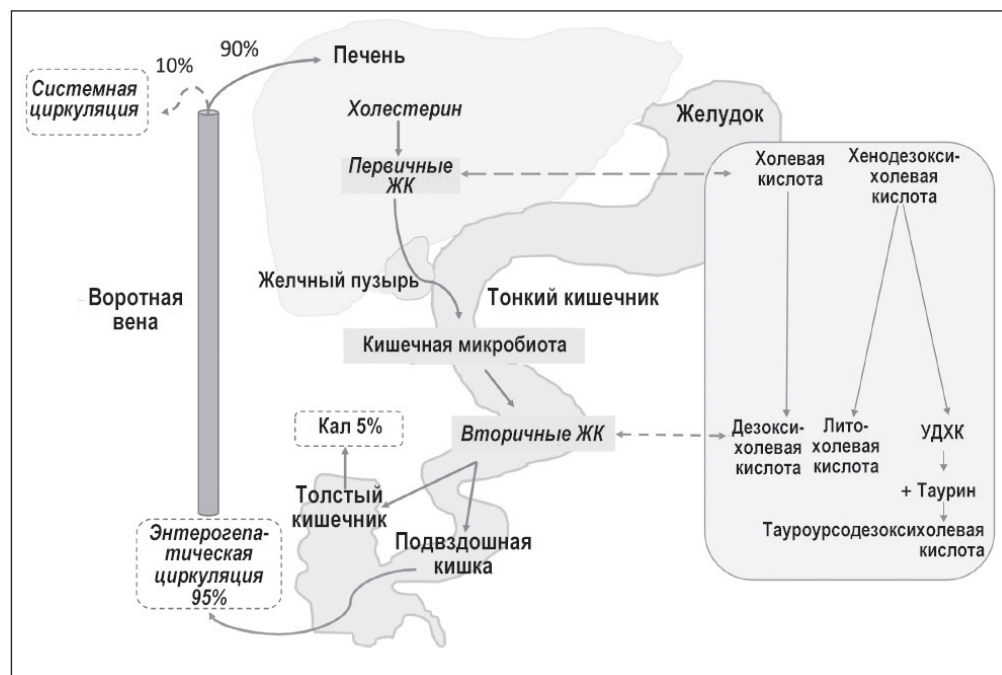 90%
10%
Печень
Системная
циркуляция
Холестерин
Желудок
Первичные
ЖК
Холевая
кислота
Хенодезокси-
холевая
кислота
Желчный пузырь
Тонкий кишечник
Воротная
вена
Кишечная микробиота
Кал 5%
Вторичные ЖК
Дезокси-
холевая
кислота
Лито-
холевая
кислота
УДХК
+ Таурин
Тауроурсодезоксихолевая
кислота
Толстый
кишечник
Подвздошная
кишка
Энтерогепа-
тическая
циркуляция
95%